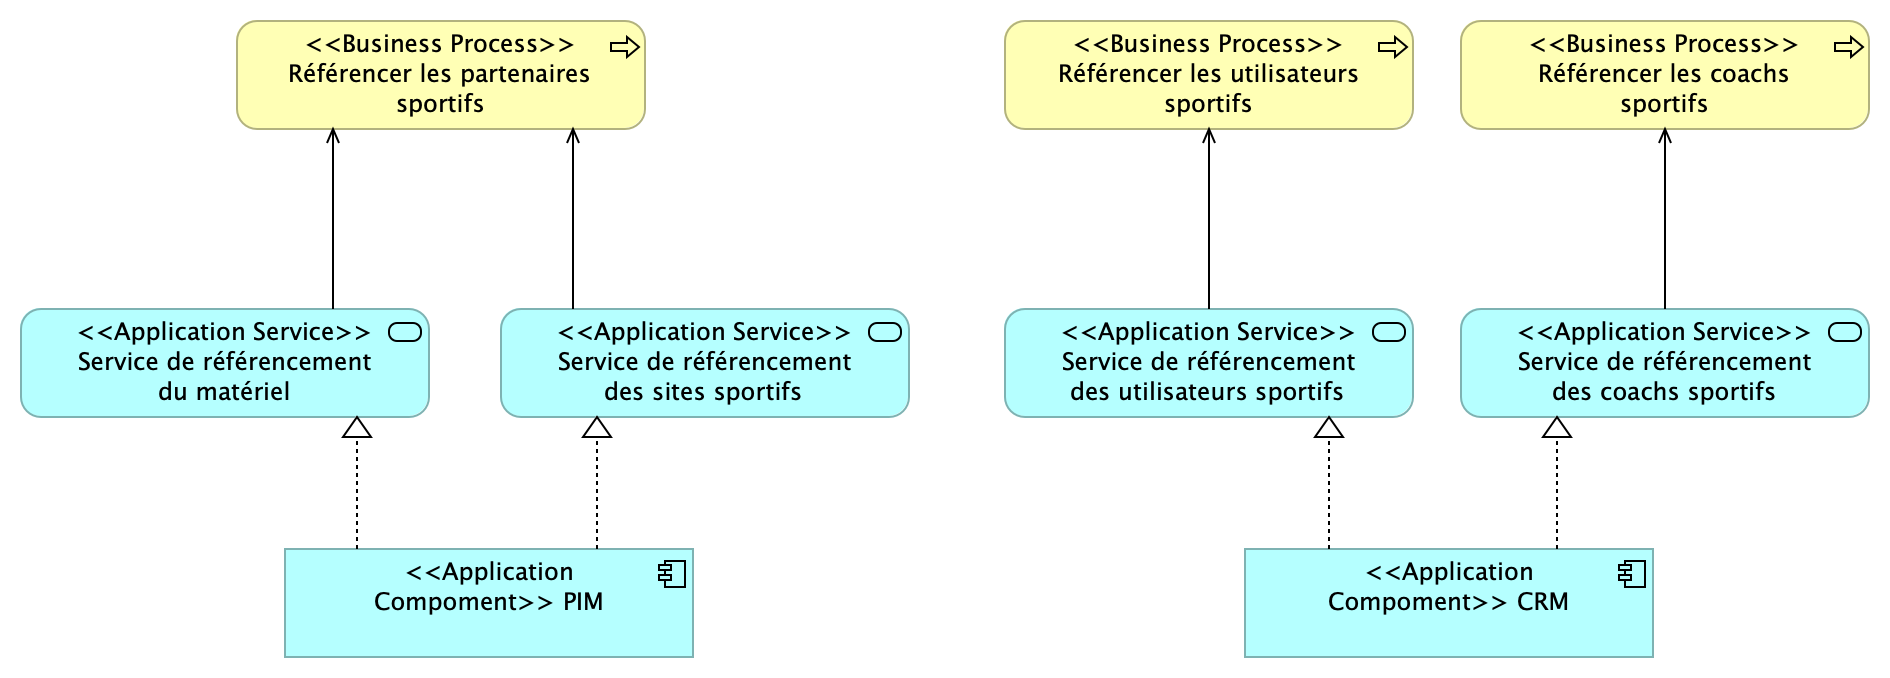 <<Business Process>>
Référencer les partenaires
sportifs
<<Business Process>>
Référencer les utilisateurs
sportifs
<<Business Process>>
Référencer les coachs
sportifs
<<Application Service>>
Service de référencement
du matériel
<<Application Service>>
Service de référencement
des sites sportifs
<<Application Service>>
Service de référencement
des utilisateurs sportifs
<<Application Service>>
Service de référencement
des coachs sportifs
<<Application
Compoment>> PIM
<<Application
Compoment>> CRM